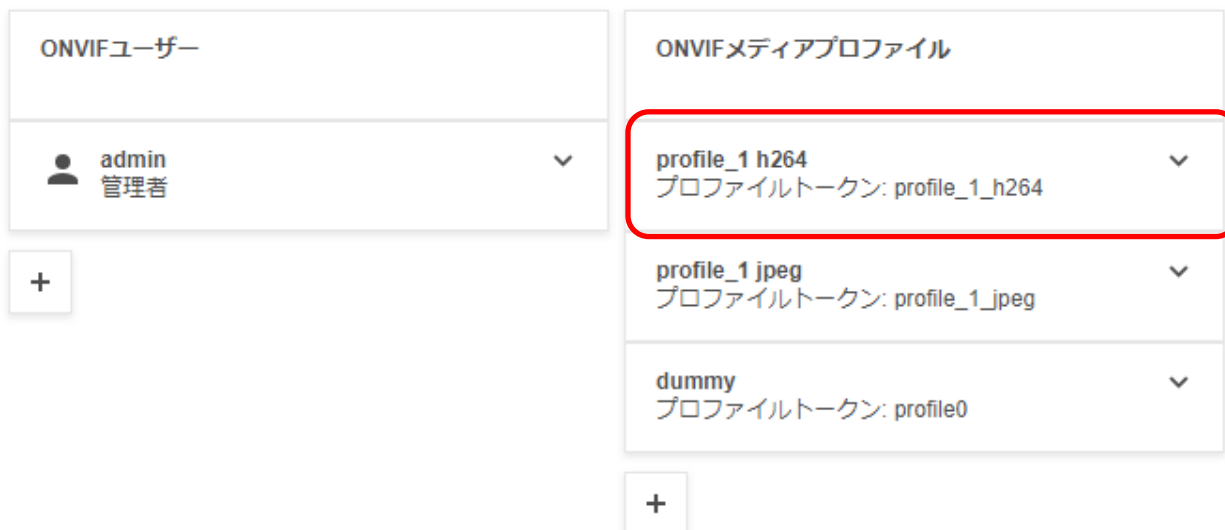 ONVIFユーザー
admin
管理者
+
ONVIFメディアプロファイル
profile_1 h264
プロファイルトークン: profile_1_h264
profile_1 jpeg
プロファイルトークン: profile_1_jpeg
dummy
プロファイルトークン: profile0
+